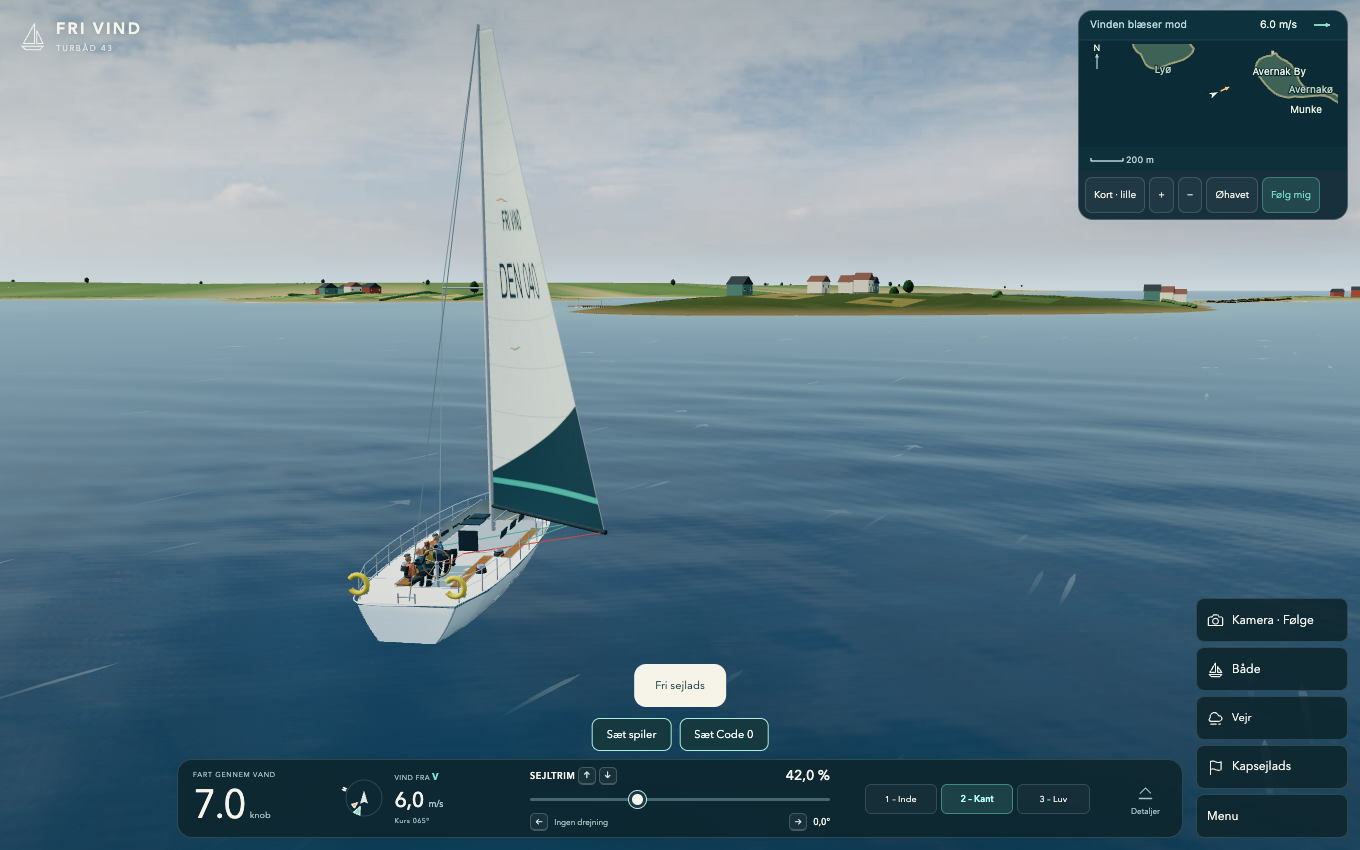 FRI VIND
TURBÅD 43
Vinden blæser mod 6.0 m/s
N
Lyø
Avernak By
Avernakø
Munke
200 m
Kort · lille + − Øhavet Følg mig
FRI VIND
DEN 040
Kamera · Følge
Både
Vejr
Kapsejlads
Menu
Fri sejlads
Sæt spiler Sæt Code 0
FART GENNEM VAND
7.0 knob
VIND FRA V
6,0 m/s
Kurs 065°
SEJLTRIM ↑ ↓ 42,0 %
← Ingen drejning → 0,0°
1 – Inde 2 – Kant 3 – Luv
Detaljer